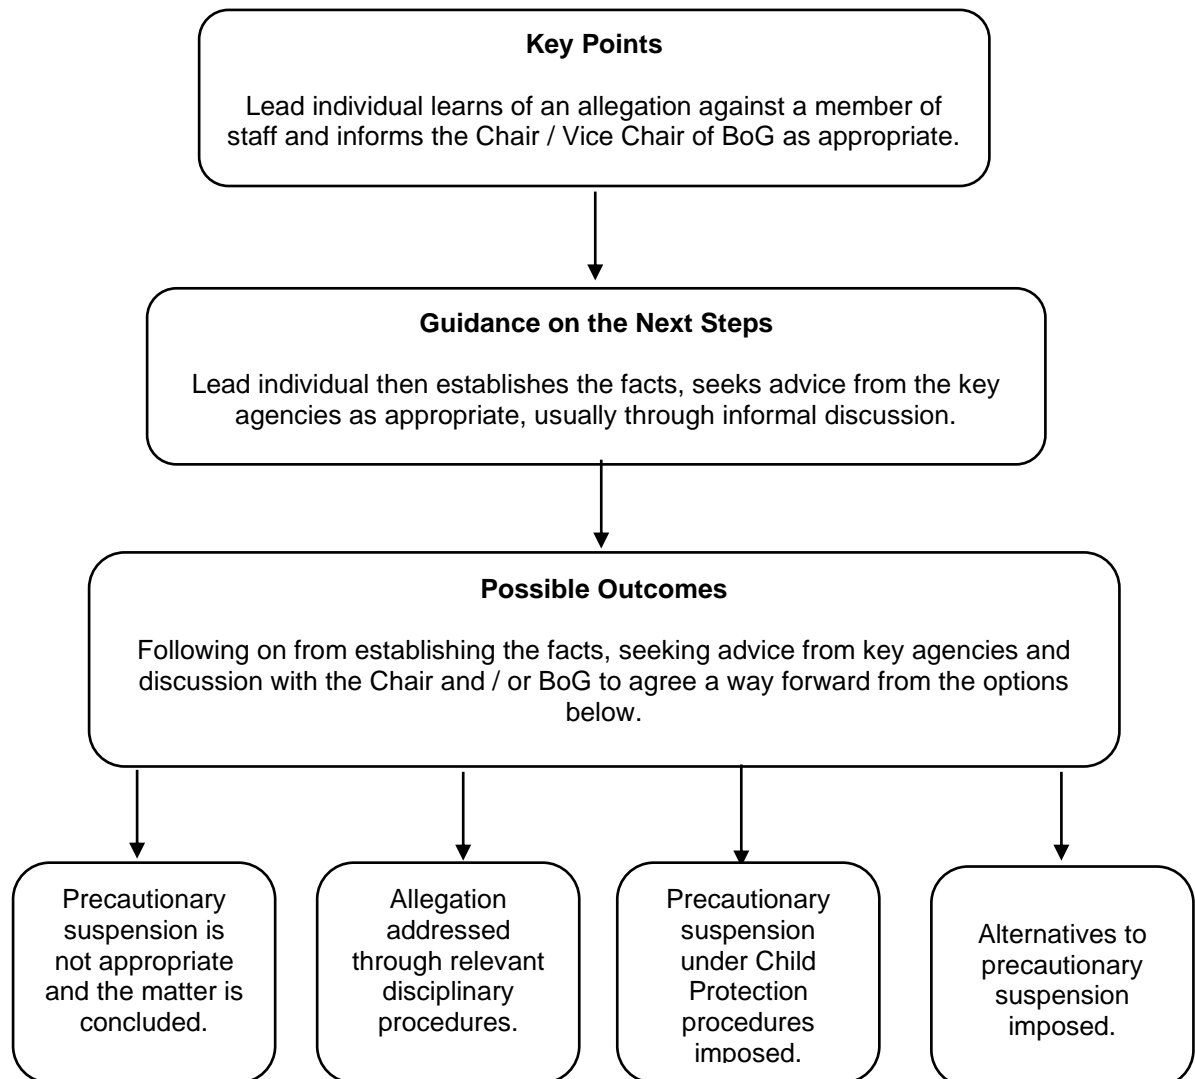 Key Points
Lead individual learns of an allegation against a member of
staff and informs the Chair / Vice Chair of BoG as appropriate.
Guidance on the Next Steps
Lead individual then establishes the facts, seeks advice from the key
agencies as appropriate, usually through informal discussion.
Possible Outcomes
Following on from establishing the facts, seeking advice from key agencies and
discussion with the Chair and / or BoG to agree a way forward from the options
below.
Precautionary
suspension is
not appropriate
and the matter is
concluded.
Allegation
addressed
through relevant
disciplinary
procedures.
Precautionary
suspension
under Child
Protection
procedures
imposed.
Alternatives to
precautionary
suspension
imposed.